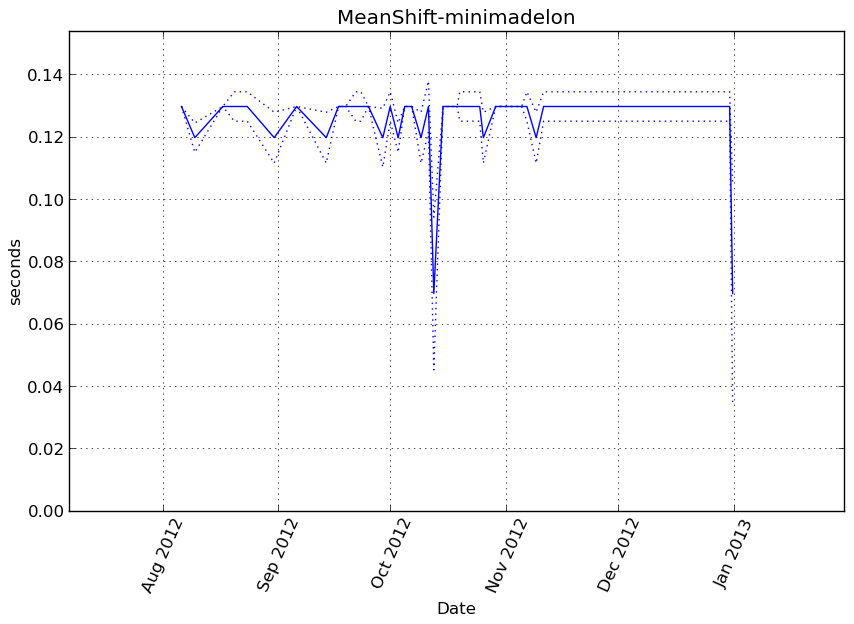 MeanShift-minimadelon
0.14
0.12
0.10
0.08
0.06
0.04
0.02
0.00
seconds
Aug 2012
Sep 2012
Oct 2012
Nov 2012
Dec 2012
Jan 2013
Date